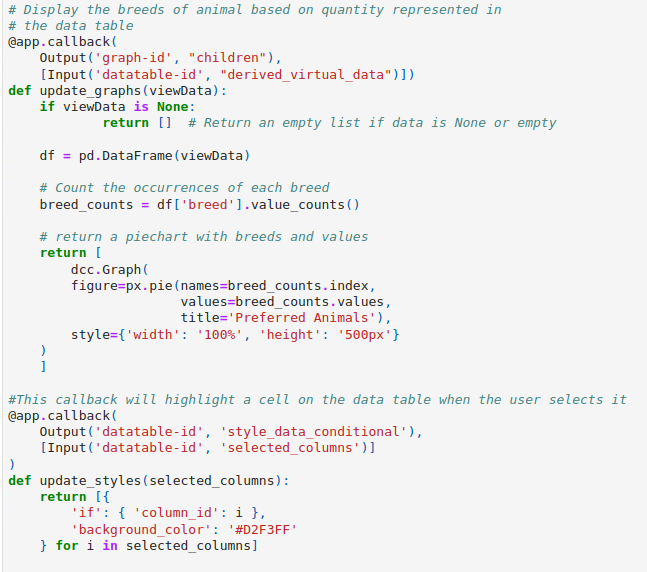 # Display the breeds of animal based on quantity represented in
# the data table
@app.callback(
    Output('graph-id', "children"),
    [Input('datatable-id', "derived_virtual_data")])
def update_graphs(viewData):
    if viewData is None:
            return []  # Return an empty list if data is None or empty

    df = pd.DataFrame(viewData)

    # Count the occurrences of each breed
    breed_counts = df['breed'].value_counts()

    # return a piechart with breeds and values
    return [
        dcc.Graph(
        figure=px.pie(names=breed_counts.index,
                      values=breed_counts.values,
                      title='Preferred Animals'),
        style={'width': '100%', 'height': '500px'}
    )
    ]

#This callback will highlight a cell on the data table when the user selects it
@app.callback(
    Output('datatable-id', 'style_data_conditional'),
    [Input('datatable-id', 'selected_columns')]
)
def update_styles(selected_columns):
    return [{
        'if': { 'column_id': i },
        'background_color': '#D2F3FF'
    } for i in selected_columns]